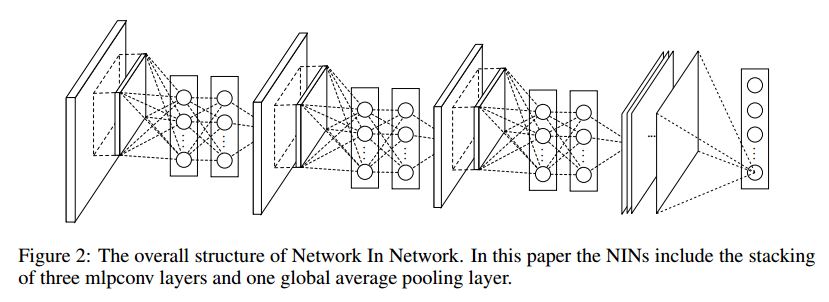 Figure 2: The overall structure of Network In Network. In this paper the NINs include the stacking
of three mlpconv layers and one global average pooling layer.